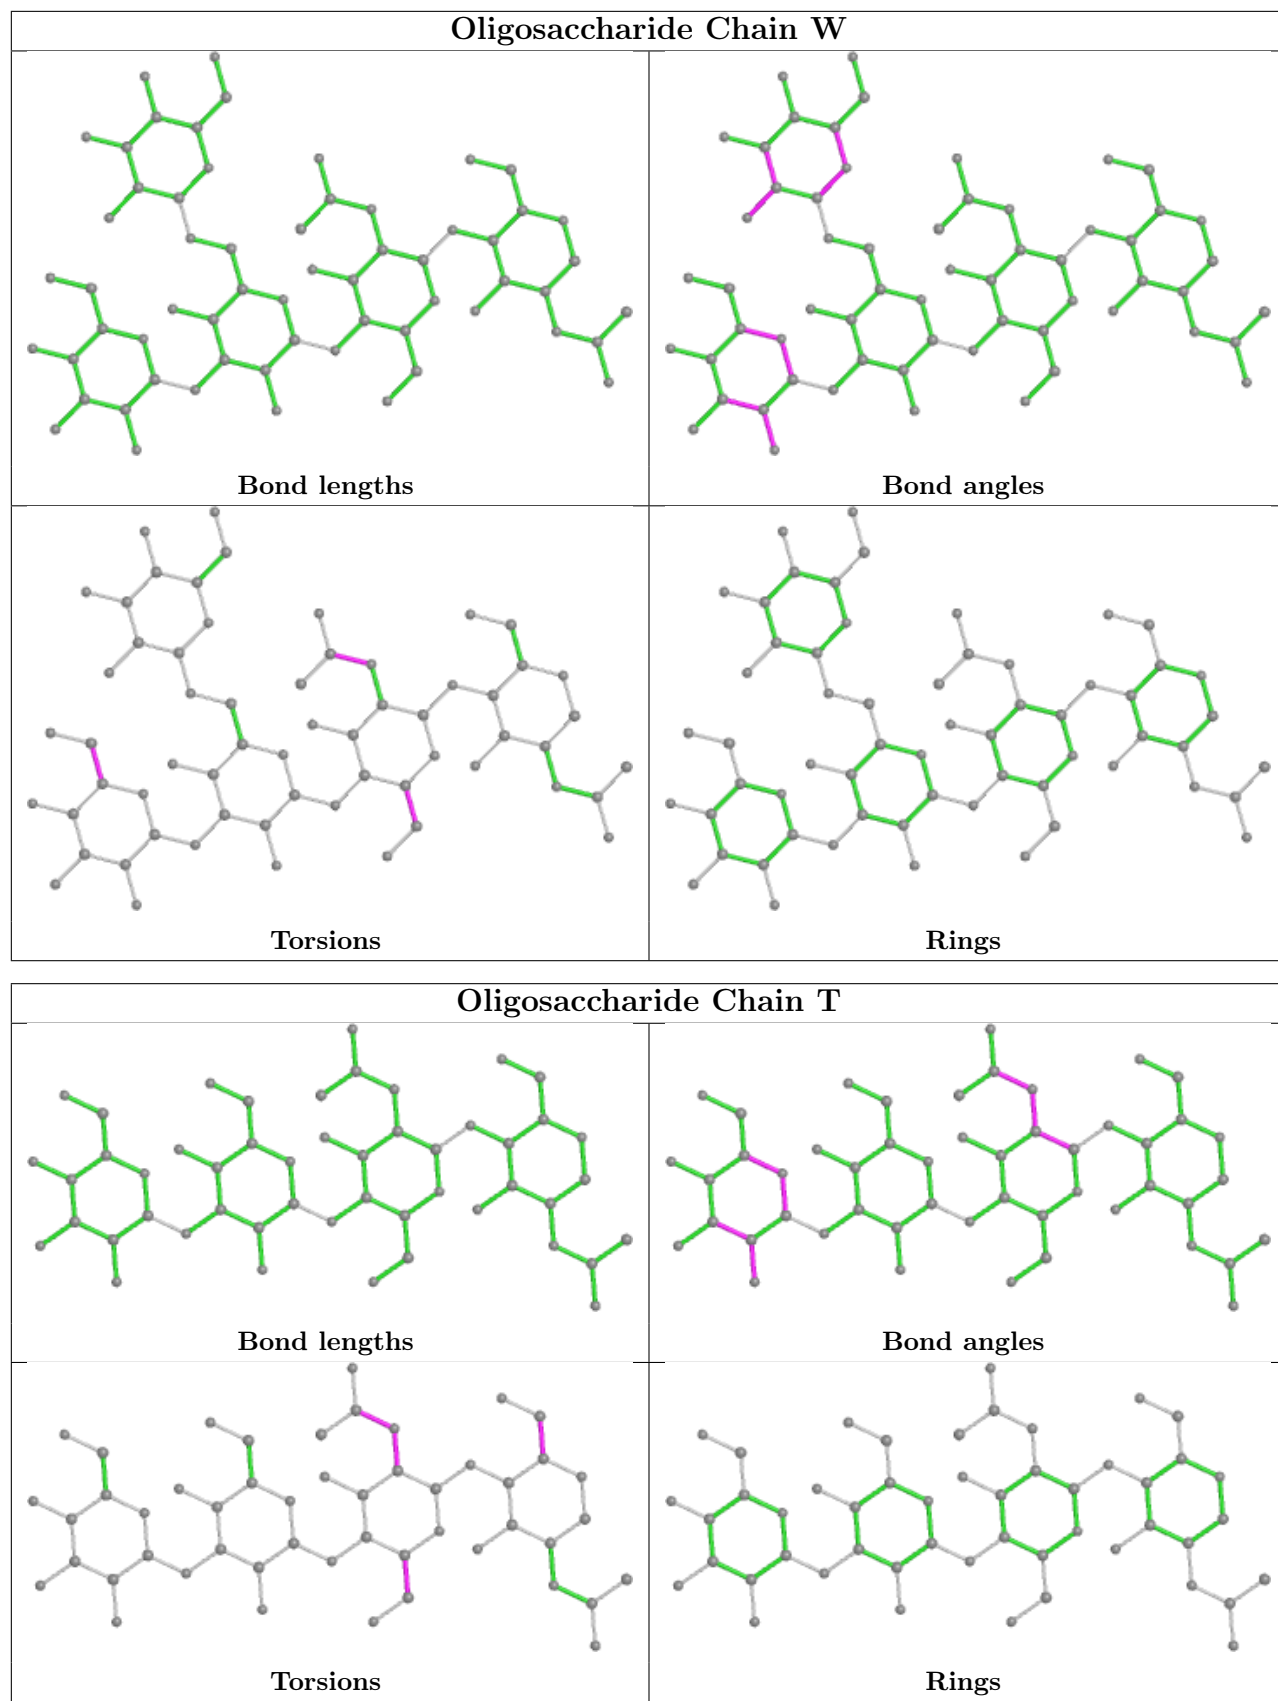 Oligosaccharide Chain W
Bond lengths
Bond angles
Torsions
Rings
Oligosaccharide Chain T
Bond lengths
Bond angles
Torsions
Rings